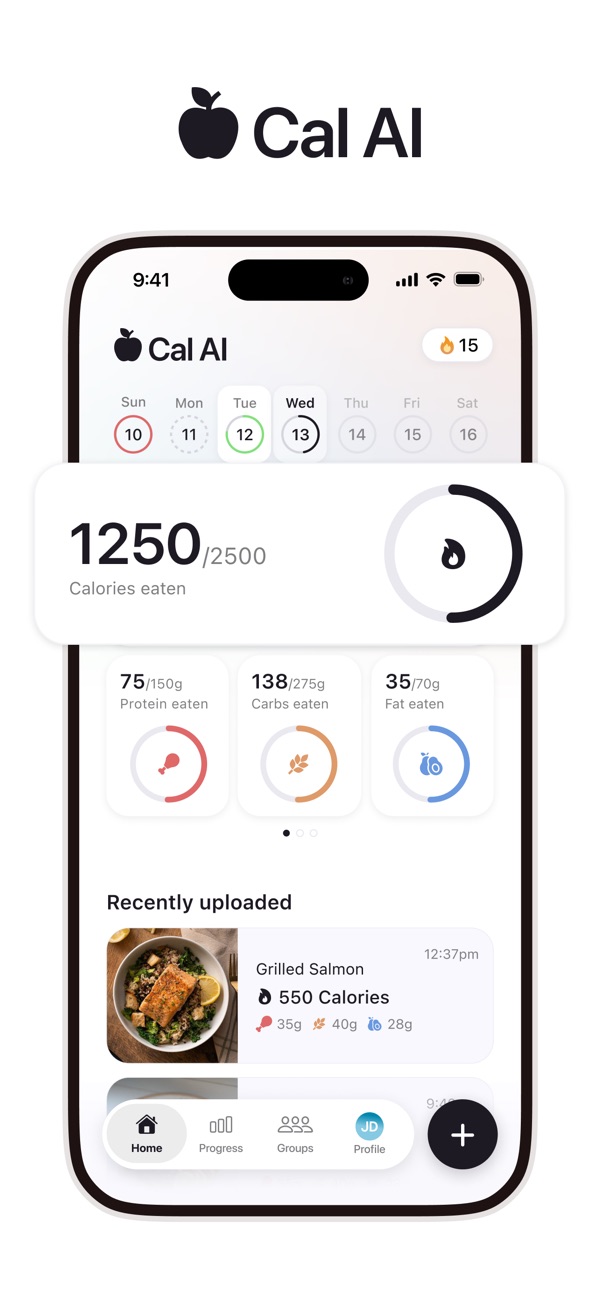 Cal AI
9:41
Cal AI
15
Sun Mon Tue Wed Thu Fri Sat
10 11 12 13 14 15 16
1250/2500
Calories eaten
75/150g 138/275g 35/70g
Protein eaten Carbs eaten Fat eaten
Recently uploaded
12:37pm
Grilled Salmon
550 Calories
35g 40g 28g
JD
Home Progress Groups Profile